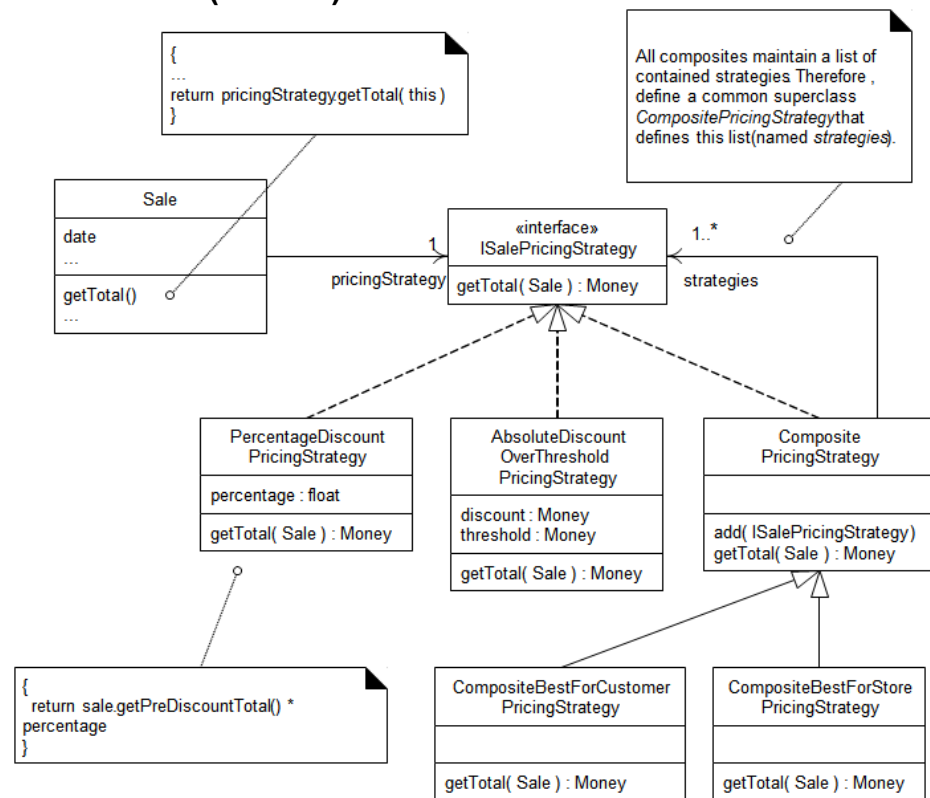 {
...
return pricingStrategy.getTotal( this )
}
All composites maintain a list of
contained strategies. Therefore ,
define a common superclass
CompositePricingStrategy that
defines this list(named strategies).
Sale
date
...
getTotal()
...
1
pricingStrategy
«interface»
ISalePricingStrategy
getTotal( Sale ) : Money
1..*
strategies
PercentageDiscount
PricingStrategy
percentage : float
getTotal( Sale ) : Money
AbsoluteDiscount
OverThreshold
PricingStrategy
discount : Money
threshold : Money
getTotal( Sale ) : Money
Composite
PricingStrategy
add( ISalePricingStrategy )
getTotal( Sale ) : Money
{
return sale.getPreDiscountTotal() *
percentage
}
CompositeBestForCustomer
PricingStrategy
getTotal( Sale ) : Money
CompositeBestForStore
PricingStrategy
getTotal( Sale ) : Money